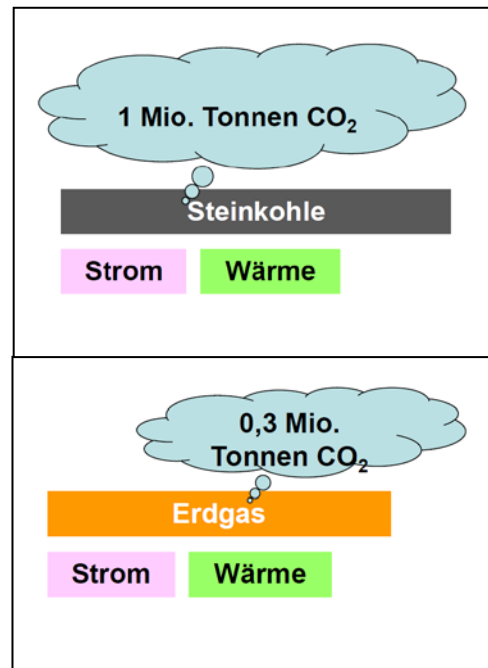 1 Mio. Tonnen CO₂
Steinkohle
Strom Wärme
0,3 Mio.
Tonnen CO₂
Erdgas
Strom Wärme